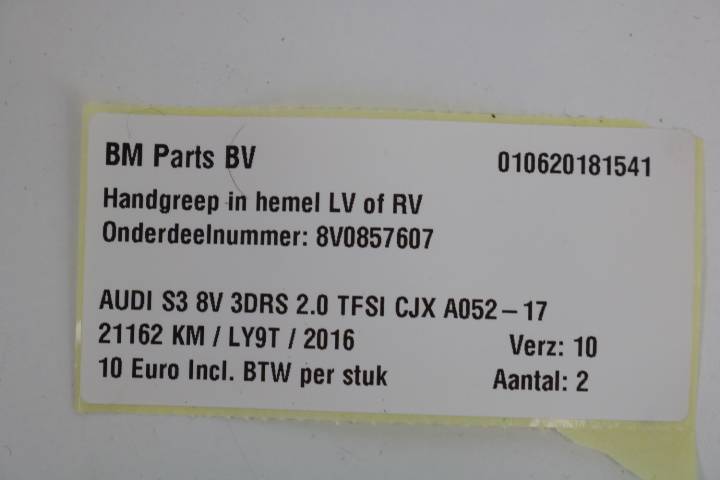 BM Parts BV 010620181541
Handgreep in hemel LV of RV
Onderdeelnummer: 8V0857607
AUDI S3 8V 3DRS 2.0 TFSI CJX A052 – 17
21162 KM / LY9T / 2016 Verz: 10
10 Euro Incl. BTW per stuk Aantal: 2